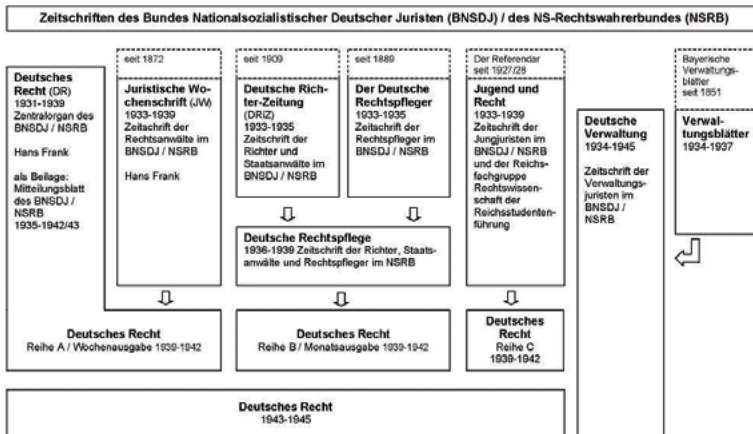 Zeitschriften des Bundes Nationalsozialistischer Deutscher Juristen (BNSDJ) / des NS-Rechtswahrerbundes (NSRB)
Deutsches
Recht (DR)
1931-1939
Zentralorgan des
BNSDJ / NSRB
Hans Frank
als Beilage:
Mitteilungsblatt
des BNSDJ /
NSRB
1935-1942/43
seit 1872
Juristische Wo-
chenschrift (JW)
1933-1939
Zeitschrift der
Rechtsanwälte im
BNSDJ / NSRB
Hans Frank
seit 1909
Deutsche Rich-
ter-Zeitung
(DRiZ)
1933-1935
Zeitschrift der
Richter und
Staatsanwälte im
BNSDJ / NSRB
seit 1889
Der Deutsche
Rechtspfleger
1933-1935
Zeitschrift der
Rechtspfleger im
BNSDJ / NSRB
Der Referendar
seit 1927/28
Jugend und
Recht
1933-1939
Zeitschrift der
Jungjuristen im
BNSDJ / NSRB
und der Reichs-
fachgruppe
Rechtswissen-
schaft der
Reichsstudenten-
führung
Deutsche
Verwaltung
1934-1945
Zeitschrift der
Verwaltungs-
juristen im
BNSDJ /
NSRB
Bayerische
Verwaltungs-
blätter
seit 1851
Verwal-
tungsblätter
1934-1937
Deutsche Rechtspflege
1936-1939 Zeitschrift der Richter, Staats-
anwälte und Rechtspfleger im NSRB
Deutsches Recht
Reihe A / Wochenausgabe 1939-1942
Deutsches Recht
Reihe B / Monatsausgabe 1939-1942
Deutsches
Recht
Reihe C
1939-1942
Deutsches Recht
1943-1945